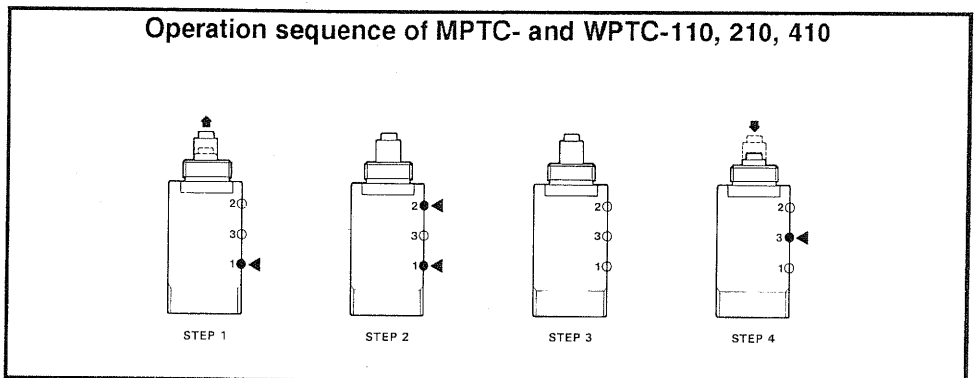 Operation sequence of MPTC- and WPTC-110, 210, 410
2
3
1
STEP 1
2
3
1
STEP 2
2
3
1
STEP 3
2
3
1
STEP 4